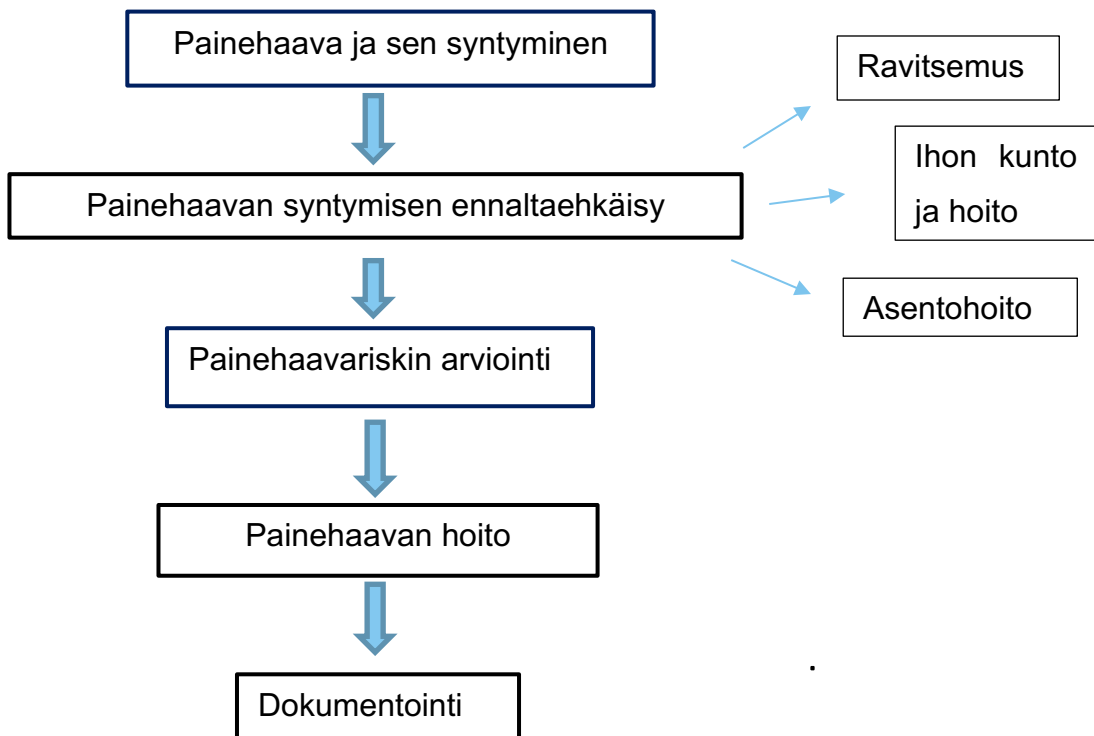 Painehaava ja sen syntyminen
Ravitsemus
Ihon kunto
ja hoito
Painehaavan syntymisen ennaltaehkäisy
Asentohoito
Painehaavariskin arviointi
Painehaavan hoito
.
Dokumentointi